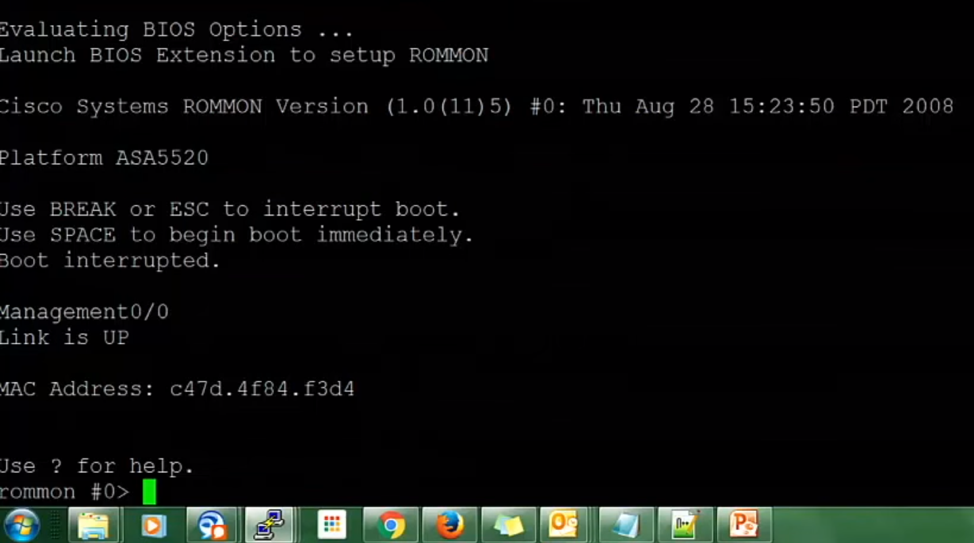 Evaluating BIOS Options ...
Launch BIOS Extension to setup ROMMON
Cisco Systems ROMMON Version (1.0(11)5) #0: Thu Aug 28 15:23:50 PDT 2008
Platform ASA5520
Use BREAK or ESC to interrupt boot.
Use SPACE to begin boot immediately.
Boot interrupted.
Management0/0
Link is UP
MAC Address: c47d.4f84.f3d4
Use ? for help.
rommon #0>